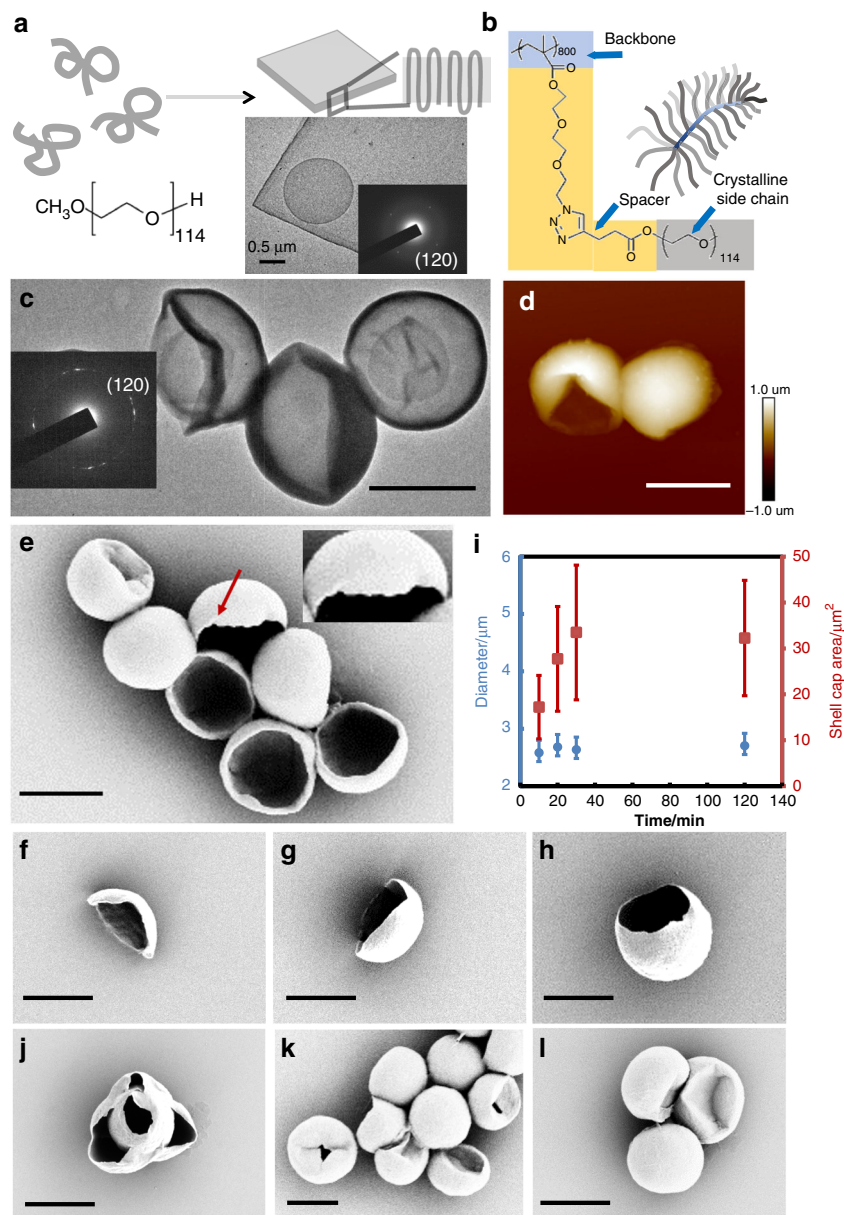 a
CH3O
O
H
114
0.5 μm
(120)
b
800
Backbone
O
O
O
O
O
Crystalline
side chain
Spacer
N
N
N
O
O
O
114
c
(120)
d
1.0 um
–1.0 um
e
i
6
5
4
3
2
Diameter/μm
50
40
30
20
10
0
Shell cap area/μm²
0 20 40 60 80 100 120 140
Time/min
f
g
h
j
k
l